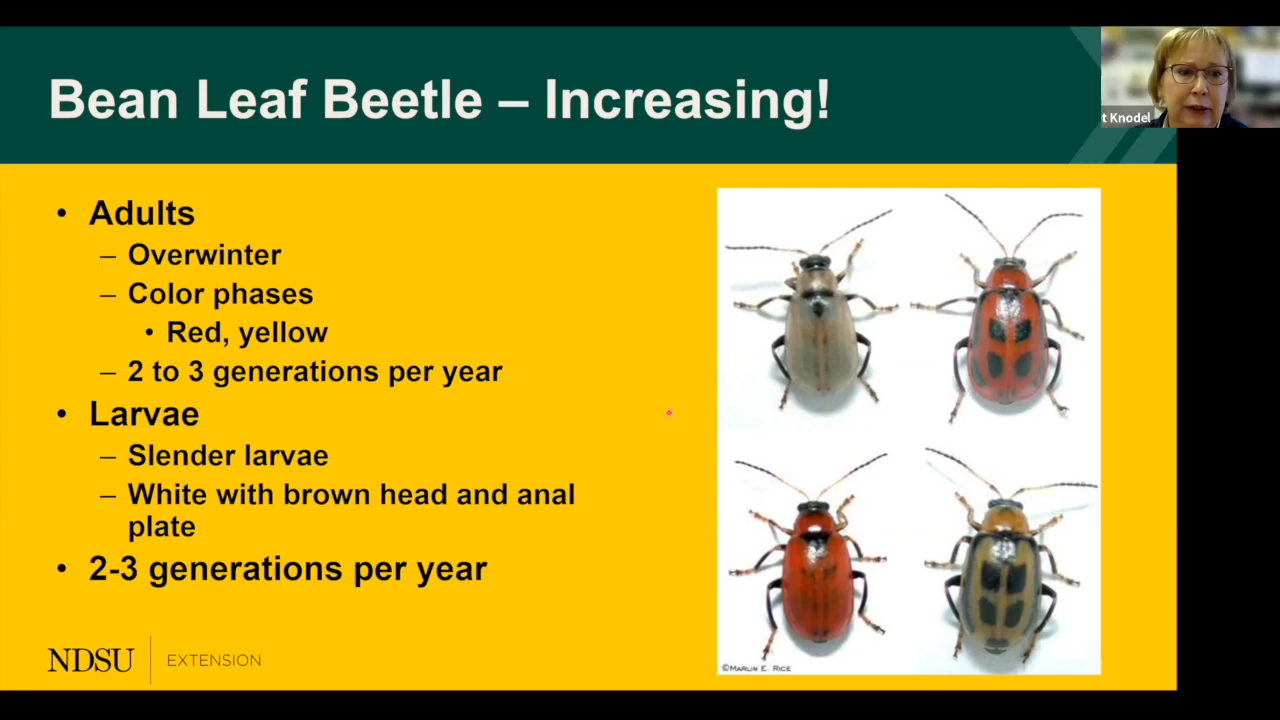 Bean Leaf Beetle – Increasing!
t Knodel
• Adults
– Overwinter
– Color phases
• Red, yellow
– 2 to 3 generations per year
• Larvae
– Slender larvae
– White with brown head and anal
plate
• 2-3 generations per year
©Marlin E. Rice
NDSU EXTENSION